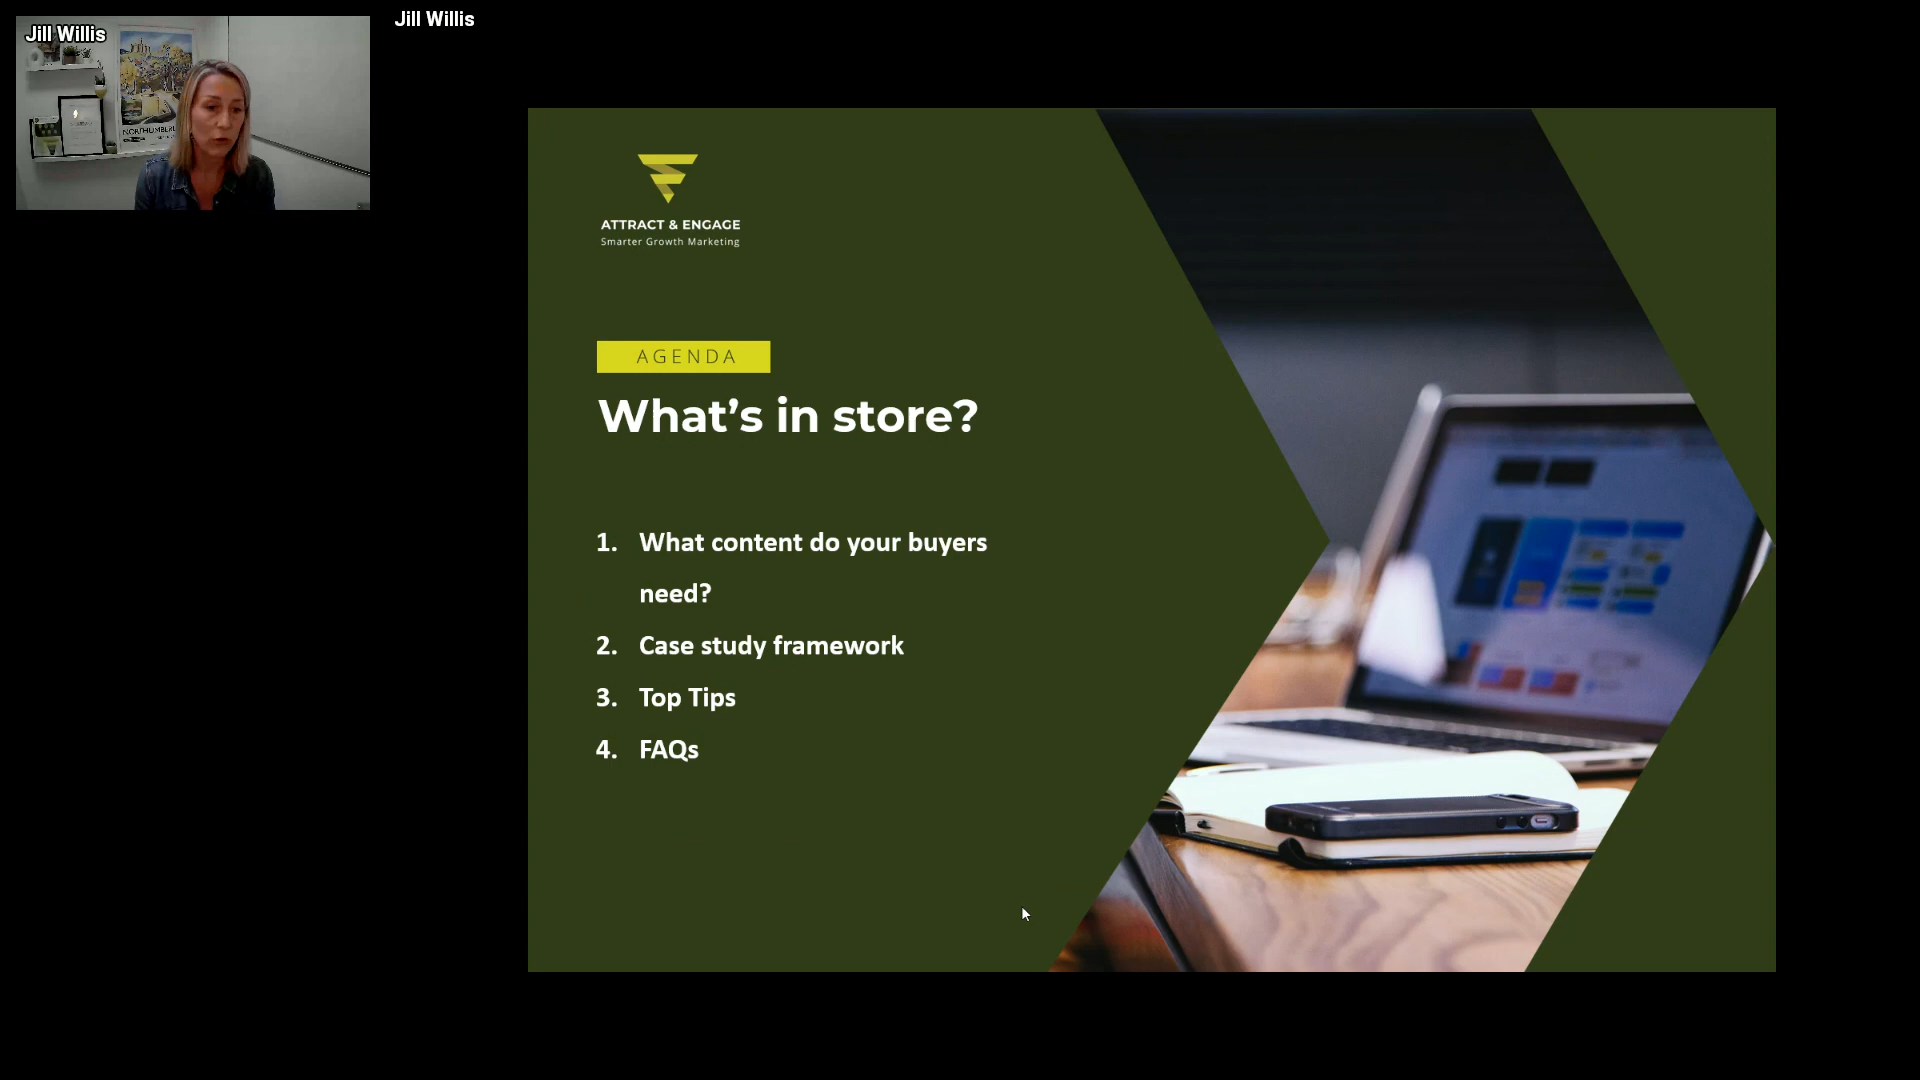 Jill Willis
Jill Willis
NORTHUMBERL
ATTRACT & ENGAGE
Smarter Growth Marketing
AGENDA
What's in store?
1. What content do your buyers
need?
2. Case study framework
3. Top Tips
4. FAQs